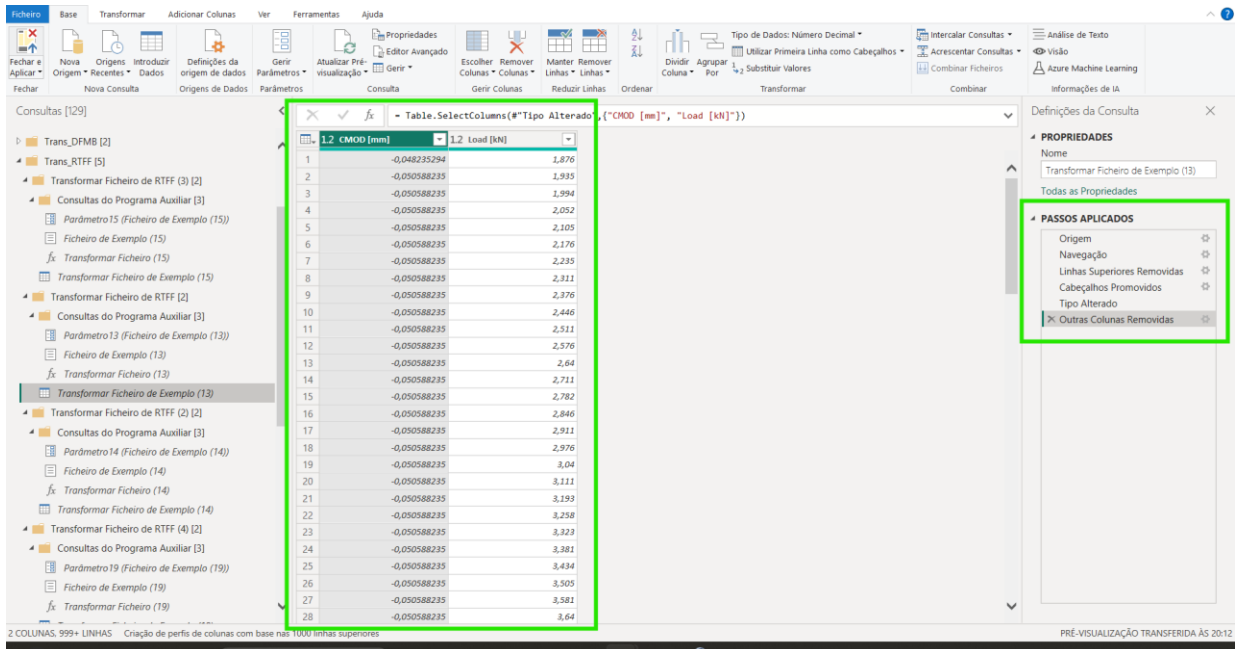 Ficheiro Base Transformar Adicionar Colunas Ver Ferramentas Ajuda
Fechar e Aplicar
Nova Origem
Origens Recentes
Introduzir Dados
Definições da origem de dados
Gerir Parâmetros
Atualizar Pré-visualização
Propriedades
Editor Avançado
Gerir
Escolher Colunas
Remover Colunas
Manter Linhas
Remover Linhas
Dividir Coluna
Agrupar Por
Tipo de Dados: Número Decimal
Utilizar Primeira Linha como Cabeçalhos
Substituir Valores
Intercalar Consultas
Acrescentar Consultas
Combinar Ficheiros
Análise de Texto
Visão
Azure Machine Learning
Fechar Nova Consulta Origens de Dados Parâmetros Consulta Gerir Colunas Reduzir Linhas Ordenar Transformar Combinar Informações de IA
Consultas [129]
Trans_DFMB [2]
Trans_RTFF [5]
Transformar Ficheiro de RTFF (3) [2]
Consultas do Programa Auxiliar [3]
Parâmetro15 (Ficheiro de Exemplo (15))
Ficheiro de Exemplo (15)
fx Transformar Ficheiro (15)
Transformar Ficheiro de Exemplo (15)
Transformar Ficheiro de RTFF [2]
Consultas do Programa Auxiliar [3]
Parâmetro13 (Ficheiro de Exemplo (13))
Ficheiro de Exemplo (13)
fx Transformar Ficheiro (13)
Transformar Ficheiro de Exemplo (13)
Transformar Ficheiro de RTFF (2) [2]
Consultas do Programa Auxiliar [3]
Parâmetro14 (Ficheiro de Exemplo (14))
Ficheiro de Exemplo (14)
fx Transformar Ficheiro (14)
Transformar Ficheiro de Exemplo (14)
Transformar Ficheiro de RTFF (4) [2]
Consultas do Programa Auxiliar [3]
Parâmetro19 (Ficheiro de Exemplo (19))
Ficheiro de Exemplo (19)
fx Transformar Ficheiro (19)
fx = Table.SelectColumns(#"Tipo Alterado",{"CMOD [mm]", "Load [kN]"})
1.2 CMOD [mm] 1.2 Load [kN]
1 -0,048235294 1,876
2 -0,050588235 1,935
3 -0,050588235 1,994
4 -0,050588235 2,052
5 -0,050588235 2,105
6 -0,050588235 2,176
7 -0,050588235 2,235
8 -0,050588235 2,311
9 -0,050588235 2,376
10 -0,050588235 2,446
11 -0,050588235 2,511
12 -0,050588235 2,576
13 -0,050588235 2,64
14 -0,050588235 2,711
15 -0,050588235 2,782
16 -0,050588235 2,846
17 -0,050588235 2,911
18 -0,050588235 2,976
19 -0,050588235 3,04
20 -0,050588235 3,111
21 -0,050588235 3,193
22 -0,050588235 3,258
23 -0,050588235 3,323
24 -0,050588235 3,381
25 -0,050588235 3,434
26 -0,050588235 3,505
27 -0,050588235 3,581
28 -0,050588235 3,64
Definições da Consulta
PROPRIEDADES
Nome
Transformar Ficheiro de Exemplo (13)
Todas as Propriedades
PASSOS APLICADOS
Origem
Navegação
Linhas Superiores Removidas
Cabeçalhos Promovidos
Tipo Alterado
Outras Colunas Removidas
2 COLUNAS, 999+ LINHAS Criação de perfis de colunas com base nas 1000 linhas superiores
PRÉ-VISUALIZAÇÃO TRANSFERIDA ÀS 20:12